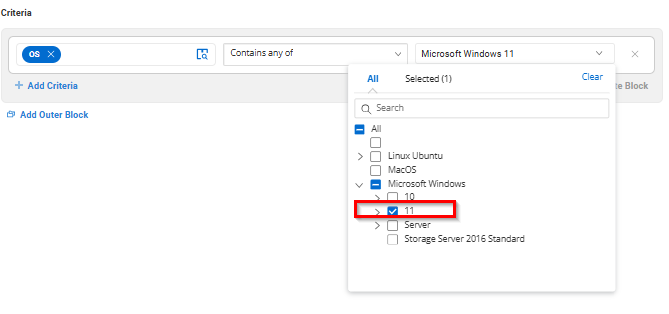 Criteria
OS
Contains any of
Microsoft Windows 11
Add Criteria
te Block
Add Outer Block
All
Selected (1)
Clear
Search
All
Linux Ubuntu
MacOS
Microsoft Windows
10
11
Server
Storage Server 2016 Standard